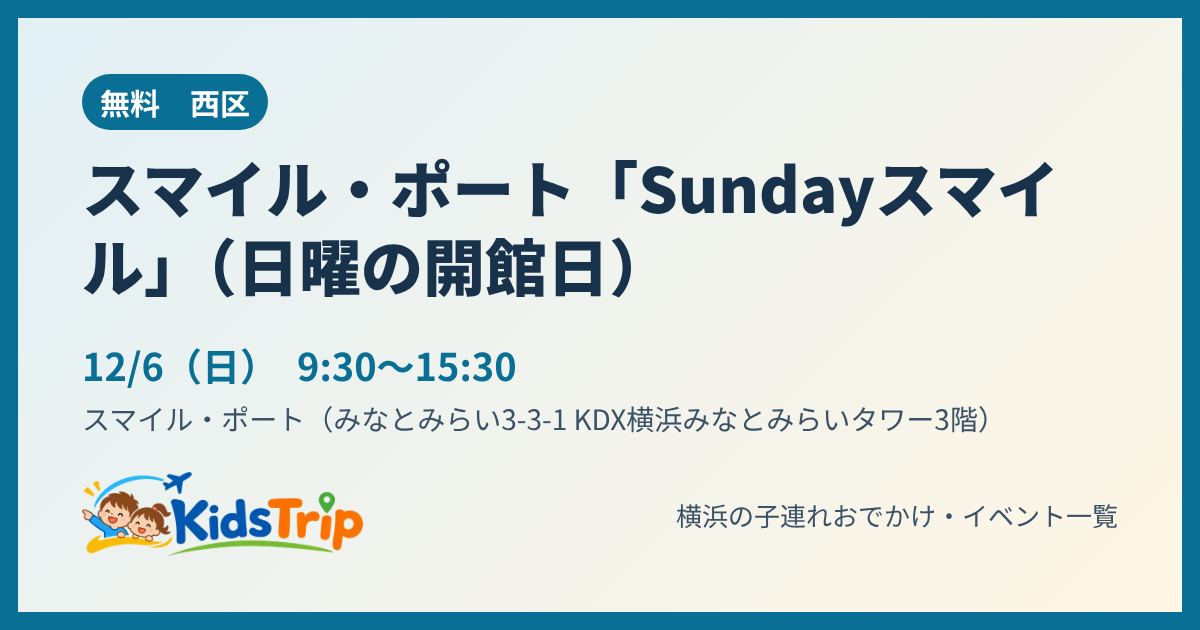 無料　西区
スマイル・ポート「Sundayスマイ
ル」（日曜の開館日）
12/6（日）　9:30〜15:30
スマイル・ポート（みなとみらい3-3-1 KDX横浜みなとみらいタワー3階）
KidsTrip
横浜の子連れおでかけ・イベント一覧